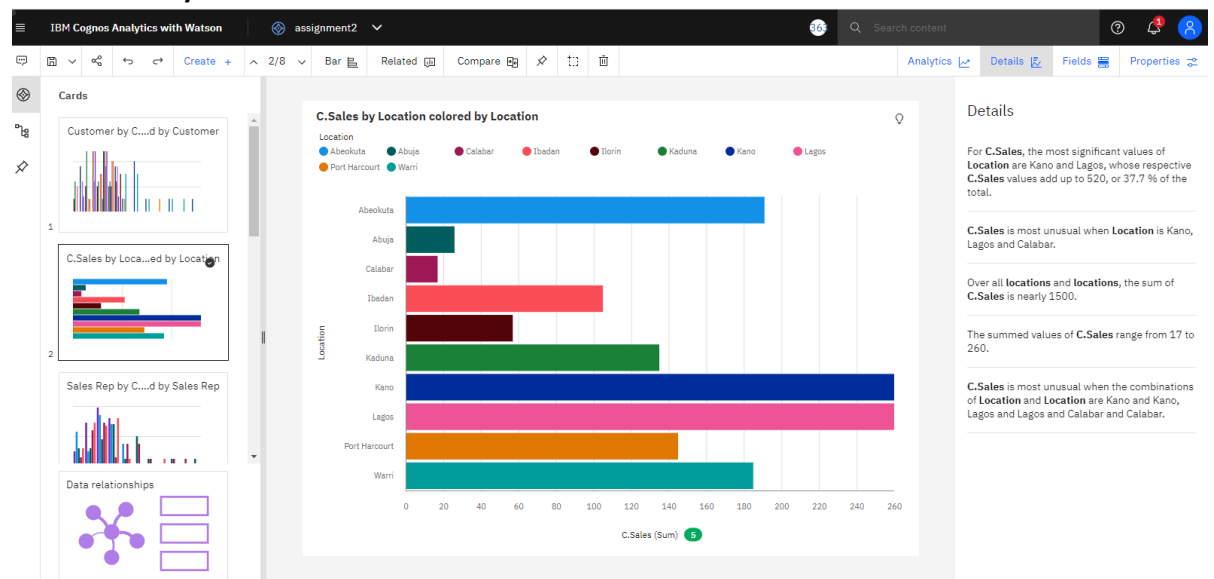 IBM Cognos Analytics with Watson
assignment2
363
Search content
1
Create +
2/8
Bar
Related
Compare
Analytics
Details
Fields
Properties
Cards
Customer by C....d by Customer
1
C.Sales by Loca...ed by Location
2
Sales Rep by C....d by Sales Rep
Data relationships
C.Sales by Location colored by Location
Location
Abeokuta Abuja Calabar Ibadan Ilorin Kaduna Kano Lagos
Port Harcourt Warri
Location
Abeokuta
Abuja
Calabar
Ibadan
Ilorin
Kaduna
Kano
Lagos
Port Harcourt
Warri
0 20 40 60 80 100 120 140 160 180 200 220 240 260
C.Sales (Sum) 5
Details
For C.Sales, the most significant values of
Location are Kano and Lagos, whose respective
C.Sales values add up to 520, or 37.7 % of the
total.
C.Sales is most unusual when Location is Kano,
Lagos and Calabar.
Over all locations and locations, the sum of
C.Sales is nearly 1500.
The summed values of C.Sales range from 17 to
260.
C.Sales is most unusual when the combinations
of Location and Location are Kano and Kano,
Lagos and Lagos and Calabar and Calabar.